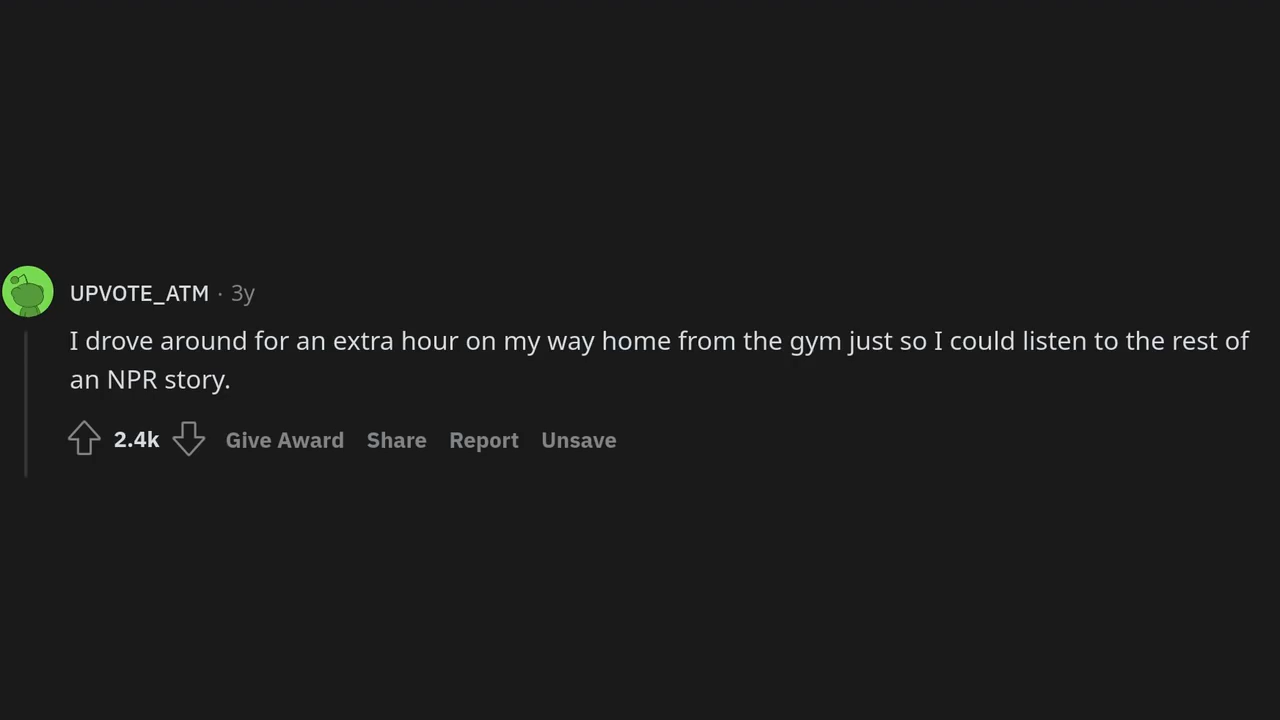 UPVOTE_ATM · 3y
I drove around for an extra hour on my way home from the gym just so I could listen to the rest of
an NPR story.
2.4k Give Award Share Report Unsave